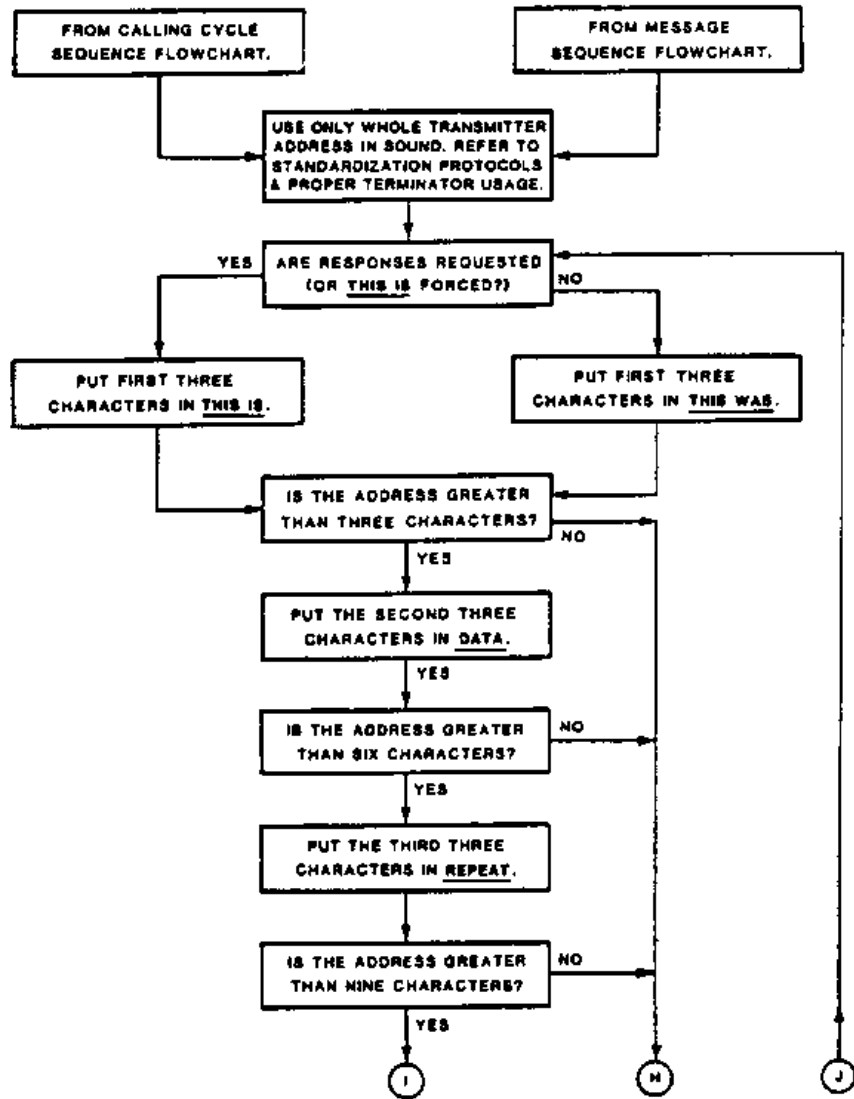 FROM CALLING CYCLE
SEQUENCE FLOWCHART.
FROM MESSAGE
SEQUENCE FLOWCHART.
USE ONLY WHOLE TRANSMITTER
ADDRESS IN SOUND. REFER TO
STANDARDIZATION PROTOCOLS
& PROPER TERMINATOR USAGE.
YES
ARE RESPONSES REQUESTED
(OR THIS IS FORCED?)
NO
PUT FIRST THREE
CHARACTERS IN THIS IS.
PUT FIRST THREE
CHARACTERS IN THIS WAS.
IS THE ADDRESS GREATER
THAN THREE CHARACTERS?
NO
YES
PUT THE SECOND THREE
CHARACTERS IN DATA.
YES
IS THE ADDRESS GREATER
THAN SIX CHARACTERS?
NO
YES
PUT THE THIRD THREE
CHARACTERS IN REPEAT.
IS THE ADDRESS GREATER
THAN NINE CHARACTERS?
NO
YES
I
H
J